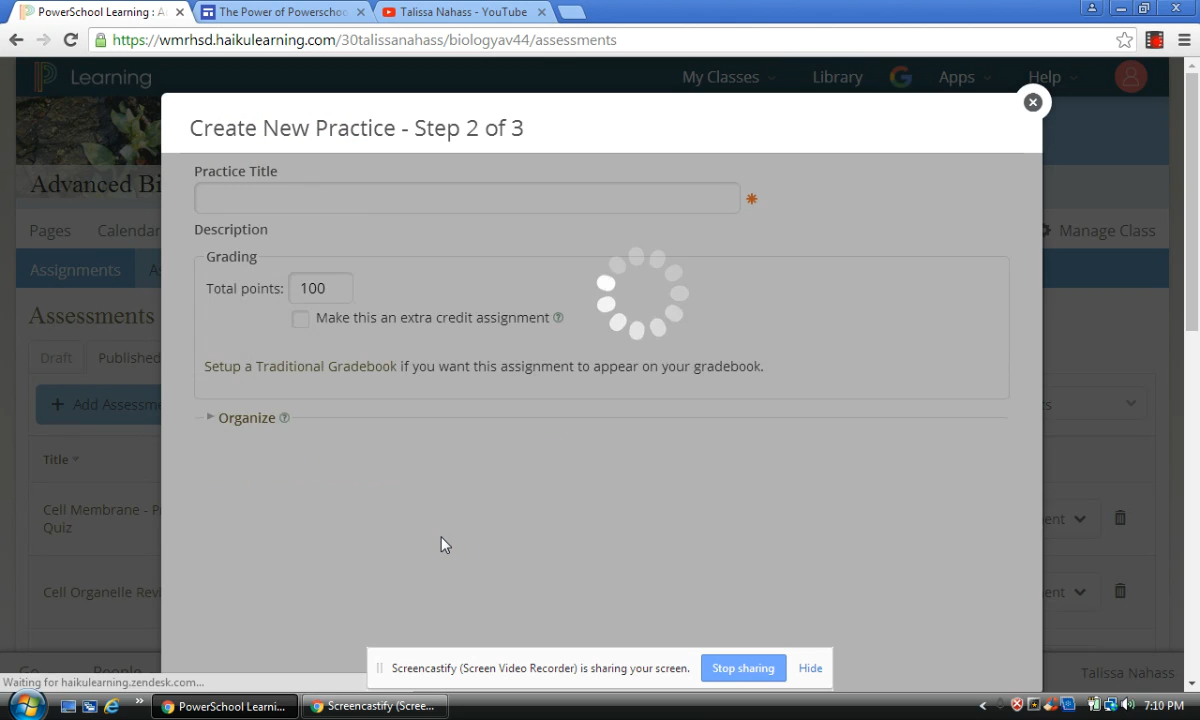 PowerSchool Learning : A
The Power of Powerschoo
Talissa Nahass - YouTube
https://wmrhsd.haikulearning.com/30talissanahass/biologyav44/assessments
Learning
My Classes
Library
Apps
Help
Create New Practice - Step 2 of 3
Advanced Bi
Practice Title
Pages
Calendar
Description
Manage Class
Grading
Assignments
Total points: 100
Make this an extra credit assignment
Assessments
Draft
Published
Setup a Traditional Gradebook if you want this assignment to appear on your gradebook.
+ Add Assessme
Organize
Title
Cell Membrane - P
Quiz
ent
Cell Organelle Revi
ent
Screencastify (Screen Video Recorder) is sharing your screen.
Stop sharing
Hide
People
Talissa Nahass
Waiting for haikulearning.zendesk.com...
PowerSchool Learni...
Screencastify (Scree...
7:10 PM